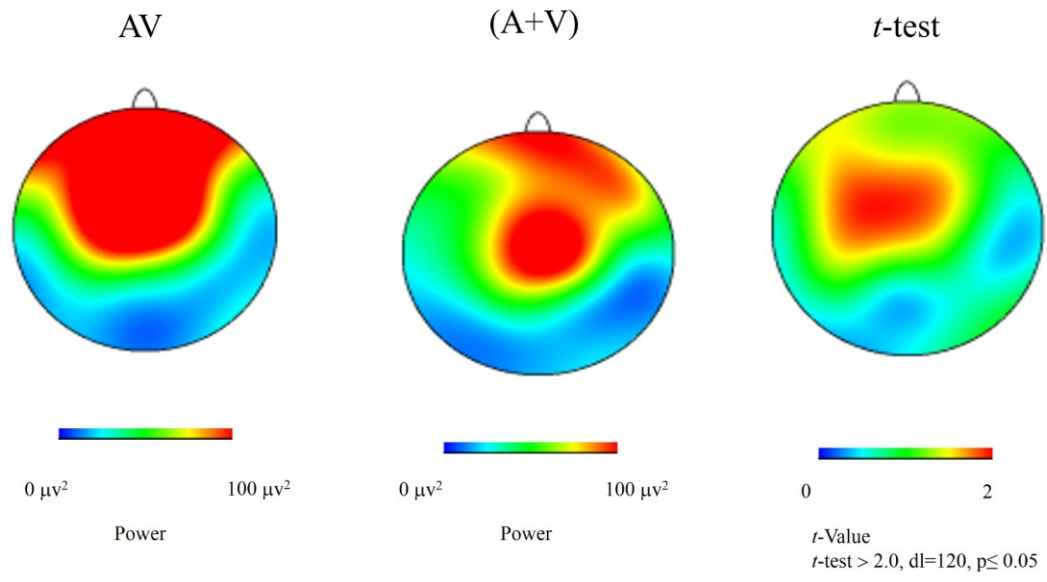 AV
(A+V)
t-test
0 μv²
100 μv²
Power
0 μv²
100 μv²
Power
0
2
t-Value
t-test > 2.0, dl=120, p≤ 0.05